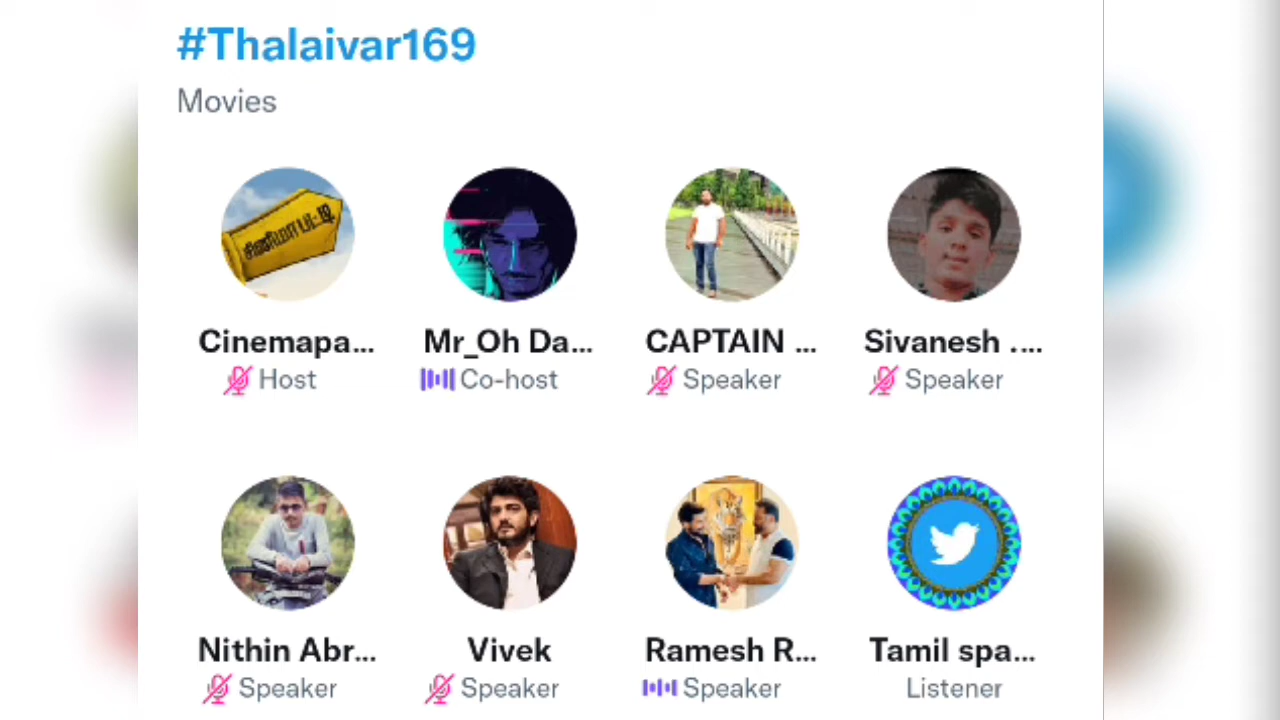 #Thalaivar169
Movies
சினிமாபட்டி
Cinemapa... Mr_Oh Da... CAPTAIN ... Sivanesh ....
Host Co-host Speaker Speaker
Nithin Abr... Vivek Ramesh R... Tamil spa...
Speaker Speaker Speaker Listener